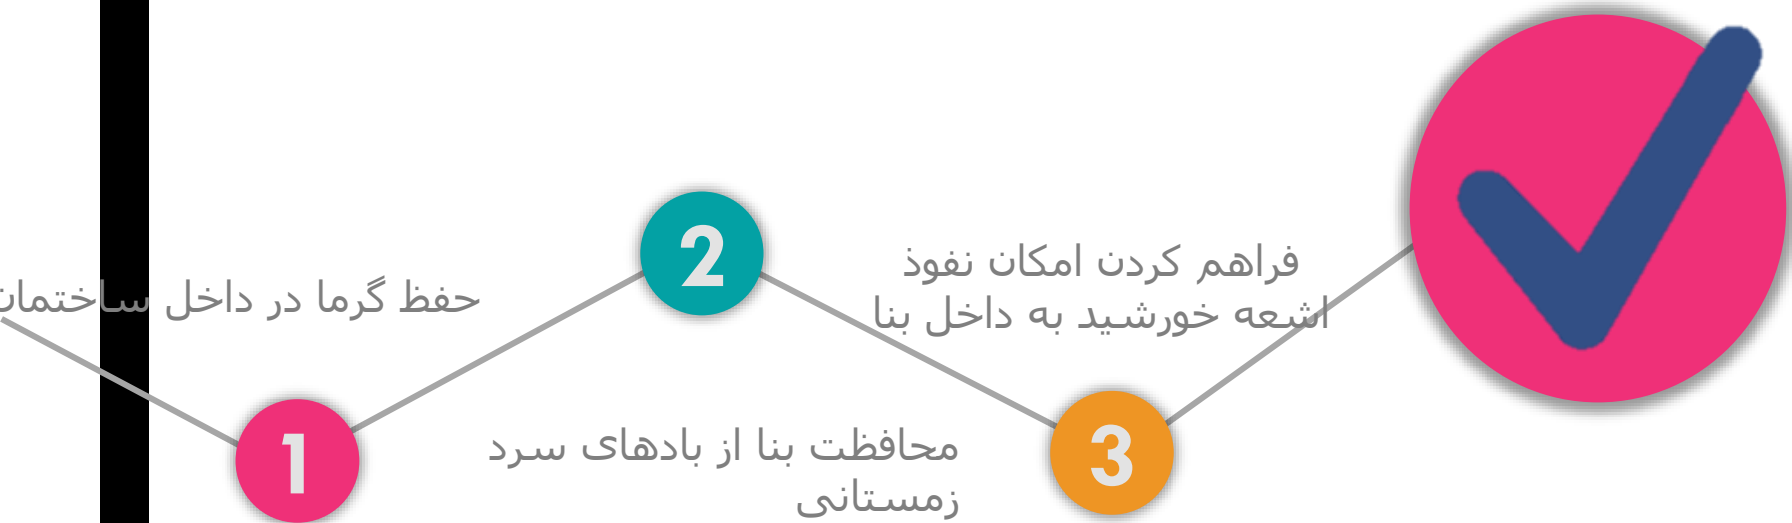 1
حفظ گرما در داخل ساختمان
2
محافظت بنا از بادهای سرد
زمستانی
3
فراهم کردن امکان نفوذ
اشعه خورشید به داخل بنا